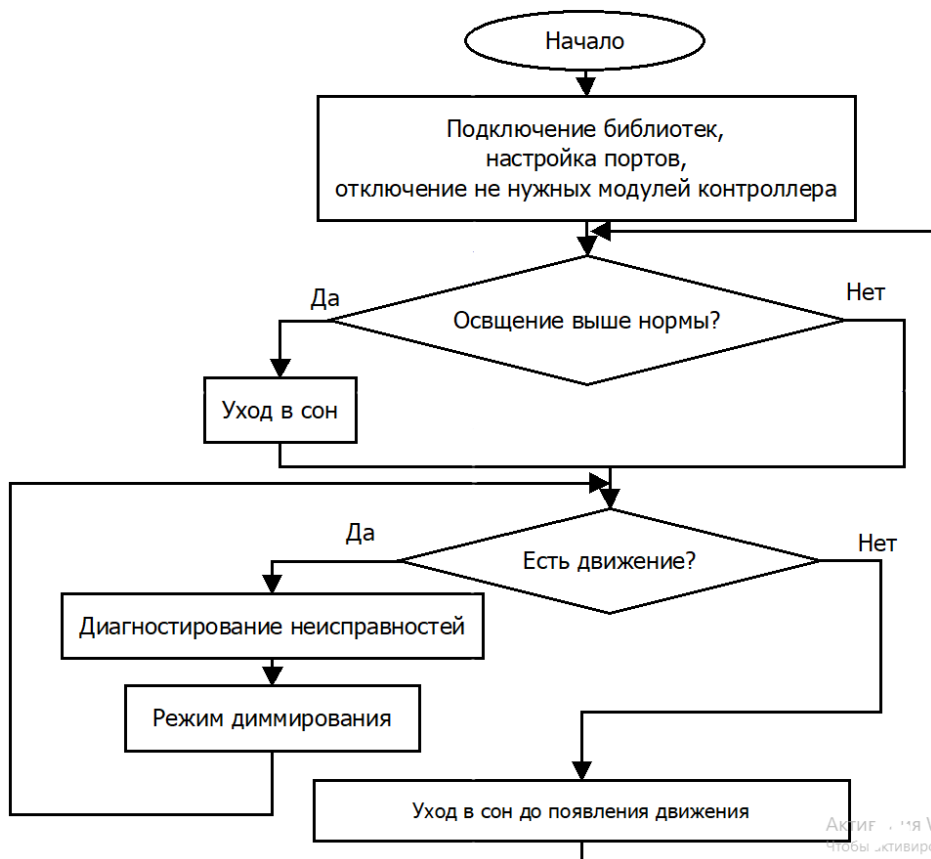 Начало
Подключение библиотек,
настройка портов,
отключение не нужных модулей контроллера
Да
Нет
Освщение выше нормы?
Уход в сон
Да
Нет
Есть движение?
Диагностирование неисправностей
Режим диммирования
Уход в сон до появления движения